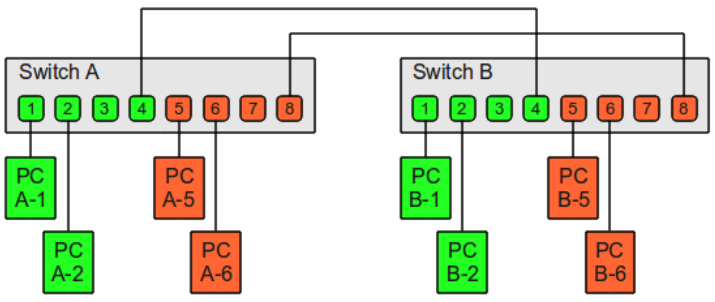 Switch A
1 2 3 4 5 6 7 8
Switch B
1 2 3 4 5 6 7 8
PC
A-1
PC
A-2
PC
A-5
PC
A-6
PC
B-1
PC
B-2
PC
B-5
PC
B-6